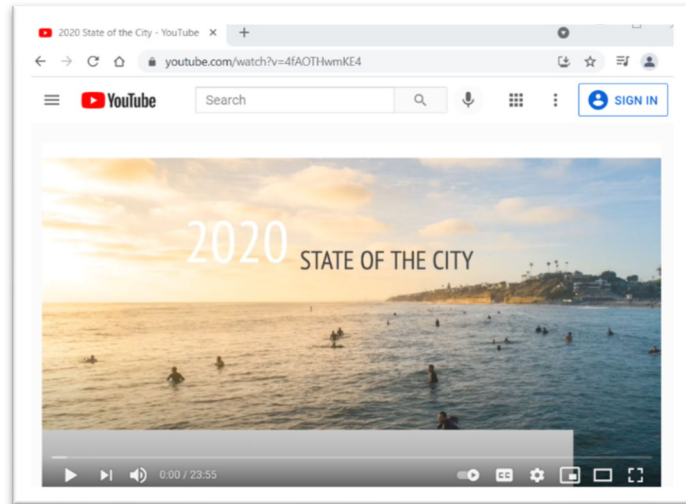 2020 State of the City - YouTube
youtube.com/watch?v=4fAOTHwmKE4
YouTube
Search
SIGN IN
2020 STATE OF THE CITY
0:00 / 23:55
CC